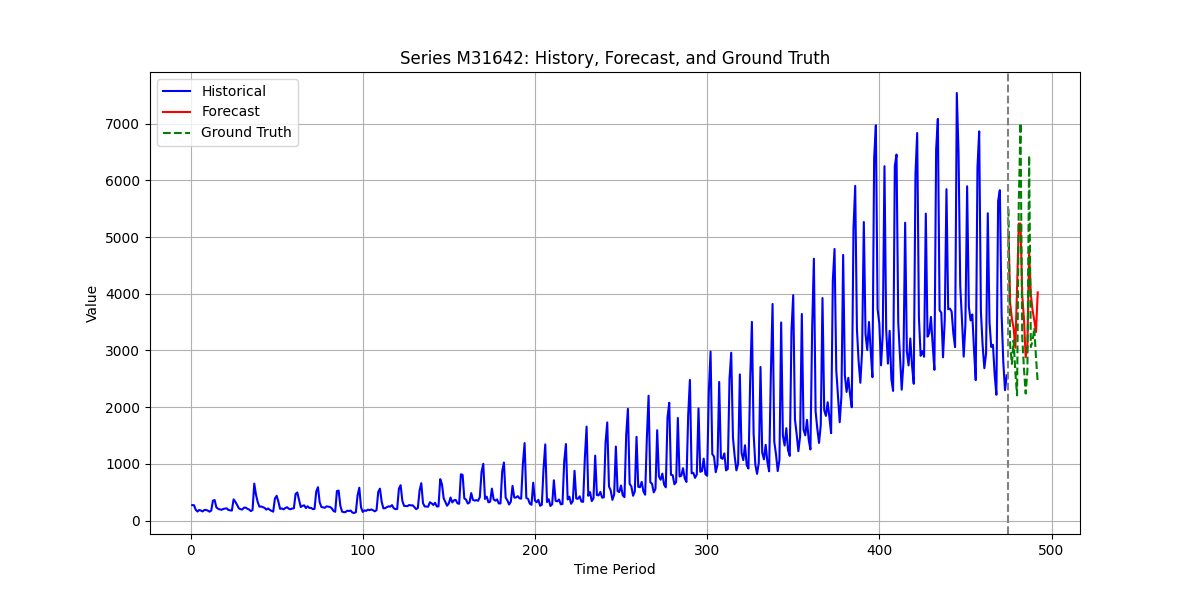 Series M31642: History, Forecast, and Ground Truth
Historical
Forecast
Ground Truth
7000
6000
5000
4000
3000
2000
1000
0
Value
0 100 200 300 400 500
Time Period